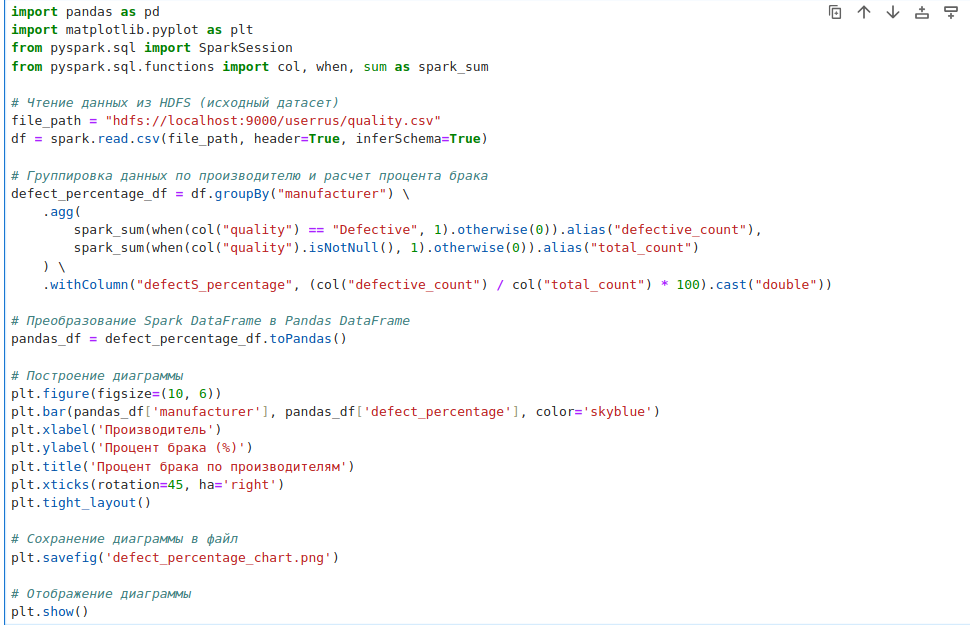 import pandas as pd
import matplotlib.pyplot as plt
from pyspark.sql import SparkSession
from pyspark.sql.functions import col, when, sum as spark_sum

# Чтение данных из HDFS (исходный датасет)
file_path = "hdfs://localhost:9000/userrus/quality.csv"
df = spark.read.csv(file_path, header=True, inferSchema=True)

# Группировка данных по производителю и расчет процента брака
defect_percentage_df = df.groupBy("manufacturer") \
    .agg(
        spark_sum(when(col("quality") == "Defective", 1).otherwise(0)).alias("defective_count"),
        spark_sum(when(col("quality").isNotNull(), 1).otherwise(0)).alias("total_count")
    ) \
    .withColumn("defectS_percentage", (col("defective_count") / col("total_count") * 100).cast("double"))

# Преобразование Spark DataFrame в Pandas DataFrame
pandas_df = defect_percentage_df.toPandas()

# Построение диаграммы
plt.figure(figsize=(10, 6))
plt.bar(pandas_df['manufacturer'], pandas_df['defect_percentage'], color='skyblue')
plt.xlabel('Производитель')
plt.ylabel('Процент брака (%)')
plt.title('Процент брака по производителям')
plt.xticks(rotation=45, ha='right')
plt.tight_layout()

# Сохранение диаграммы в файл
plt.savefig('defect_percentage_chart.png')

# Отображение диаграммы
plt.show()